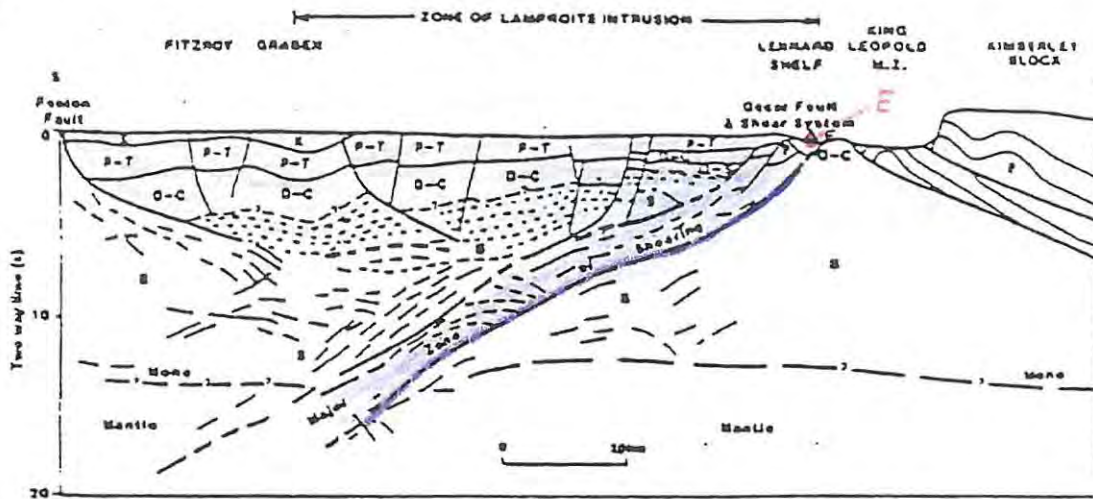 ZONE OF LAMPROITE INTRUSION
FITZROY GRABEN
LENNARD SHELF
KING LEOPOLD M.Z.
KIMBERLEY BLOCK
S
Fenton Fault
Oscar Fault & Shear System
E
0
K
P-T
P-T
P-T
P-T
P-T
D-C
D-C
D-C
D-C
?
S
S
S
S
S
S
Zone of Shearing
Major
Two way time (s)
10
Moho
?
?
?
?
?
Moho
Mantle
Mantle
0
10km
20